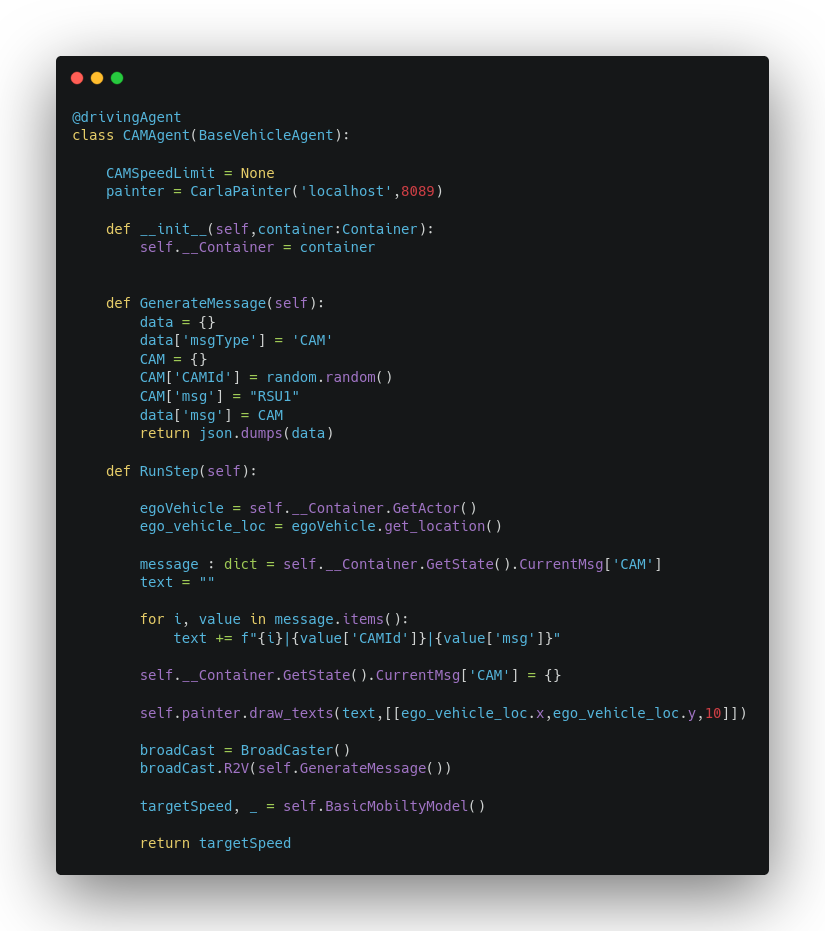 @drivingAgent
class CAMAgent(BaseVehicleAgent):
    CAMSpeedLimit = None
    painter = CarlaPainter('localhost',8089)
    def __init__(self,container:Container):
        self.__Container = container
    def GenerateMessage(self):
        data = {}
        data['msgType'] = 'CAM'
        CAM = {}
        CAM['CAMId'] = random.random()
        CAM['msg'] = "RSU1"
        data['msg'] = CAM
        return json.dumps(data)
    def RunStep(self):
        egoVehicle = self.__Container.GetActor()
        ego_vehicle_loc = egoVehicle.get_location()
        message : dict = self.__Container.GetState().CurrentMsg['CAM']
        text = ""
        for i, value in message.items():
            text += f"{i}|{value['CAMId']}|{value['msg']}"
        self.__Container.GetState().CurrentMsg['CAM'] = {}
        self.painter.draw_texts(text,[[ego_vehicle_loc.x,ego_vehicle_loc.y,10]])
        broadCast = BroadCaster()
        broadCast.R2V(self.GenerateMessage())
        targetSpeed, _ = self.BasicMobiltyModel()
        return targetSpeed